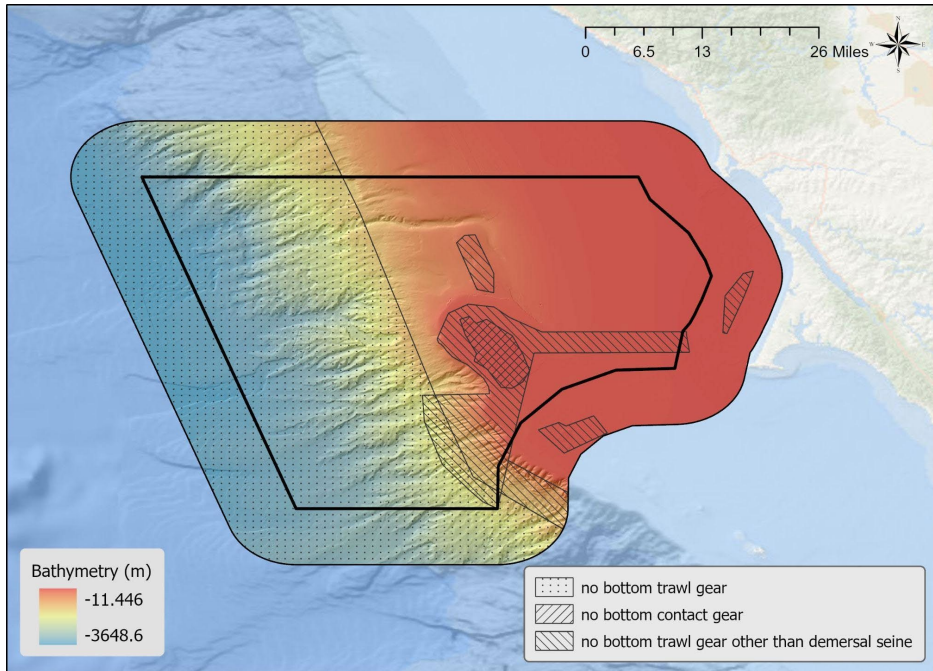 0 6.5 13 26 Miles
N
W E
S
Bathymetry (m)
-11.446
-3648.6
no bottom trawl gear
no bottom contact gear
no bottom trawl gear other than demersal seine